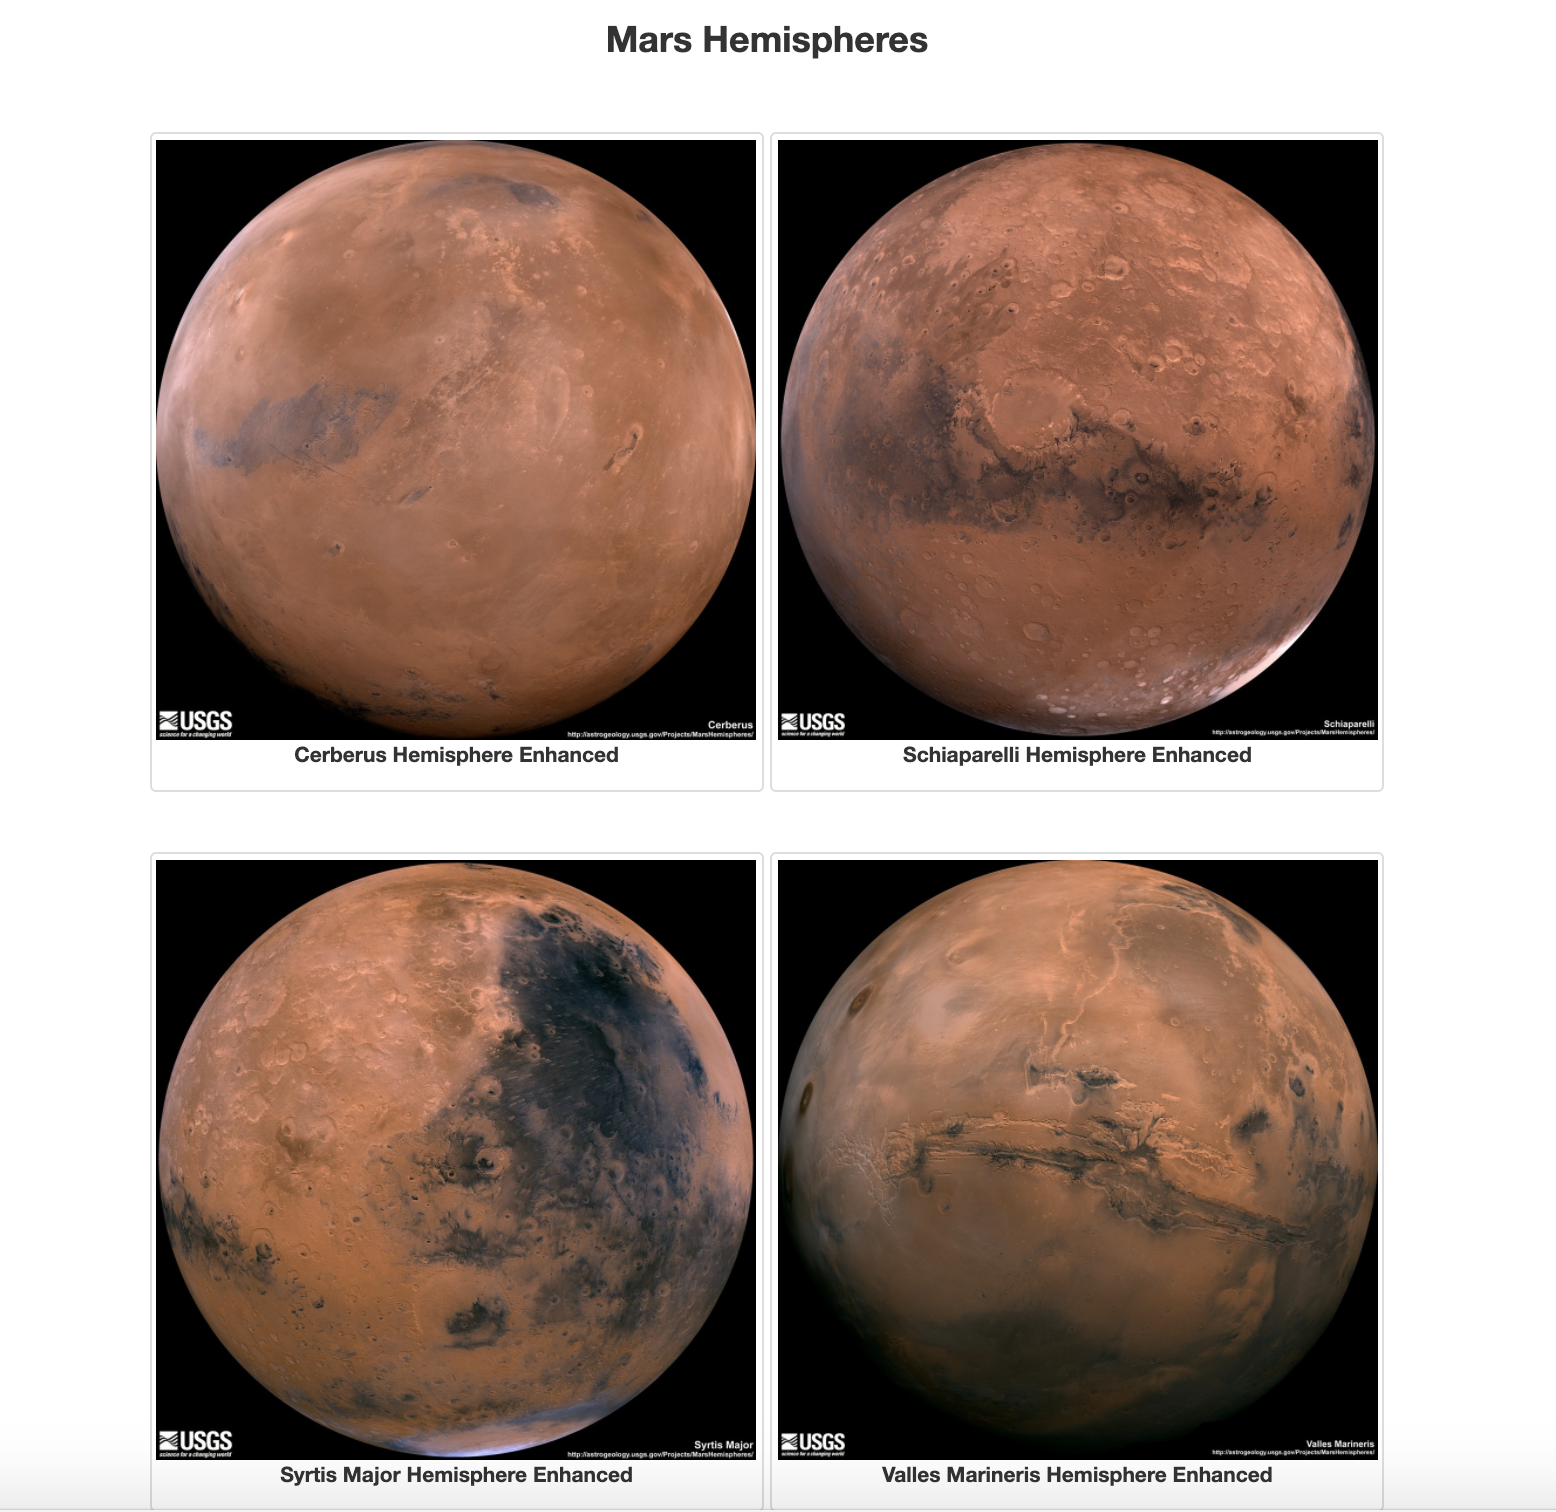 Mars Hemispheres
USGS
science for a changing world
Cerberus
http://astrogeology.usgs.gov/Projects/MarsHemispheres/
Cerberus Hemisphere Enhanced
USGS
science for a changing world
Schiaparelli
http://astrogeology.usgs.gov/Projects/MarsHemispheres/
Schiaparelli Hemisphere Enhanced
USGS
science for a changing world
Syrtis Major
http://astrogeology.usgs.gov/Projects/MarsHemispheres/
Syrtis Major Hemisphere Enhanced
USGS
science for a changing world
Valles Marineris
http://astrogeology.usgs.gov/Projects/MarsHemispheres/
Valles Marineris Hemisphere Enhanced